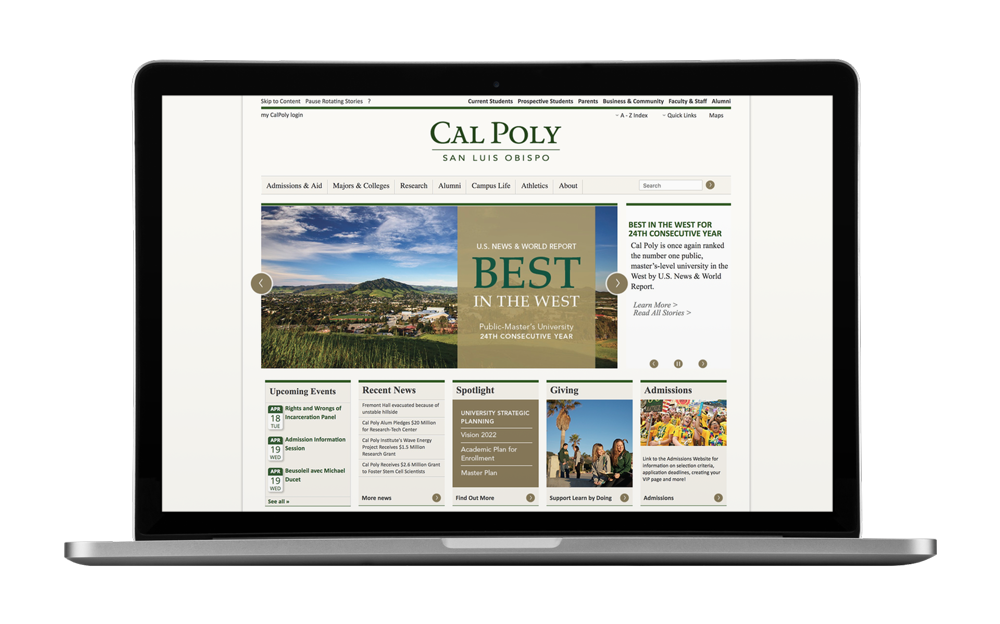 Skip to Content Pause Rotating Stories ?
Current Students Prospective Students Parents Business & Community Faculty & Staff Alumni
my CalPoly login
A - Z Index Quick Links Maps
CAL POLY
SAN LUIS OBISPO
Admissions & Aid Majors & Colleges Research Alumni Campus Life Athletics About
Search
U.S. NEWS & WORLD REPORT
BEST
IN THE WEST
Public-Master's University
24TH CONSECUTIVE YEAR
BEST IN THE WEST FOR
24TH CONSECUTIVE YEAR
Cal Poly is once again ranked
the number one public,
master's-level university in the
West by U.S. News & World
Report.
Learn More >
Read All Stories >
Upcoming Events
APR
18
TUE
Rights and Wrongs of
Incarceration Panel
APR
19
WED
Admission Information
Session
APR
19
WED
Beusoleil avec Michael
Ducet
See all »
Recent News
Fremont Hall evacuated because of
unstable hillside
Cal Poly Alum Pledges $20 Million
for Research-Tech Center
Cal Poly Institute's Wave Energy
Project Receives $1.5 Million
Research Grant
Cal Poly Receives $2.6 Million Grant
to Foster Stem Cell Scientists
More news
Spotlight
UNIVERSITY STRATEGIC
PLANNING
Vision 2022
Academic Plan for
Enrollment
Master Plan
Find Out More
Giving
Support Learn by Doing
Admissions
Link to the Admissions Website for
information on selection criteria,
application deadlines, creating your
VIP page and more!
Admissions